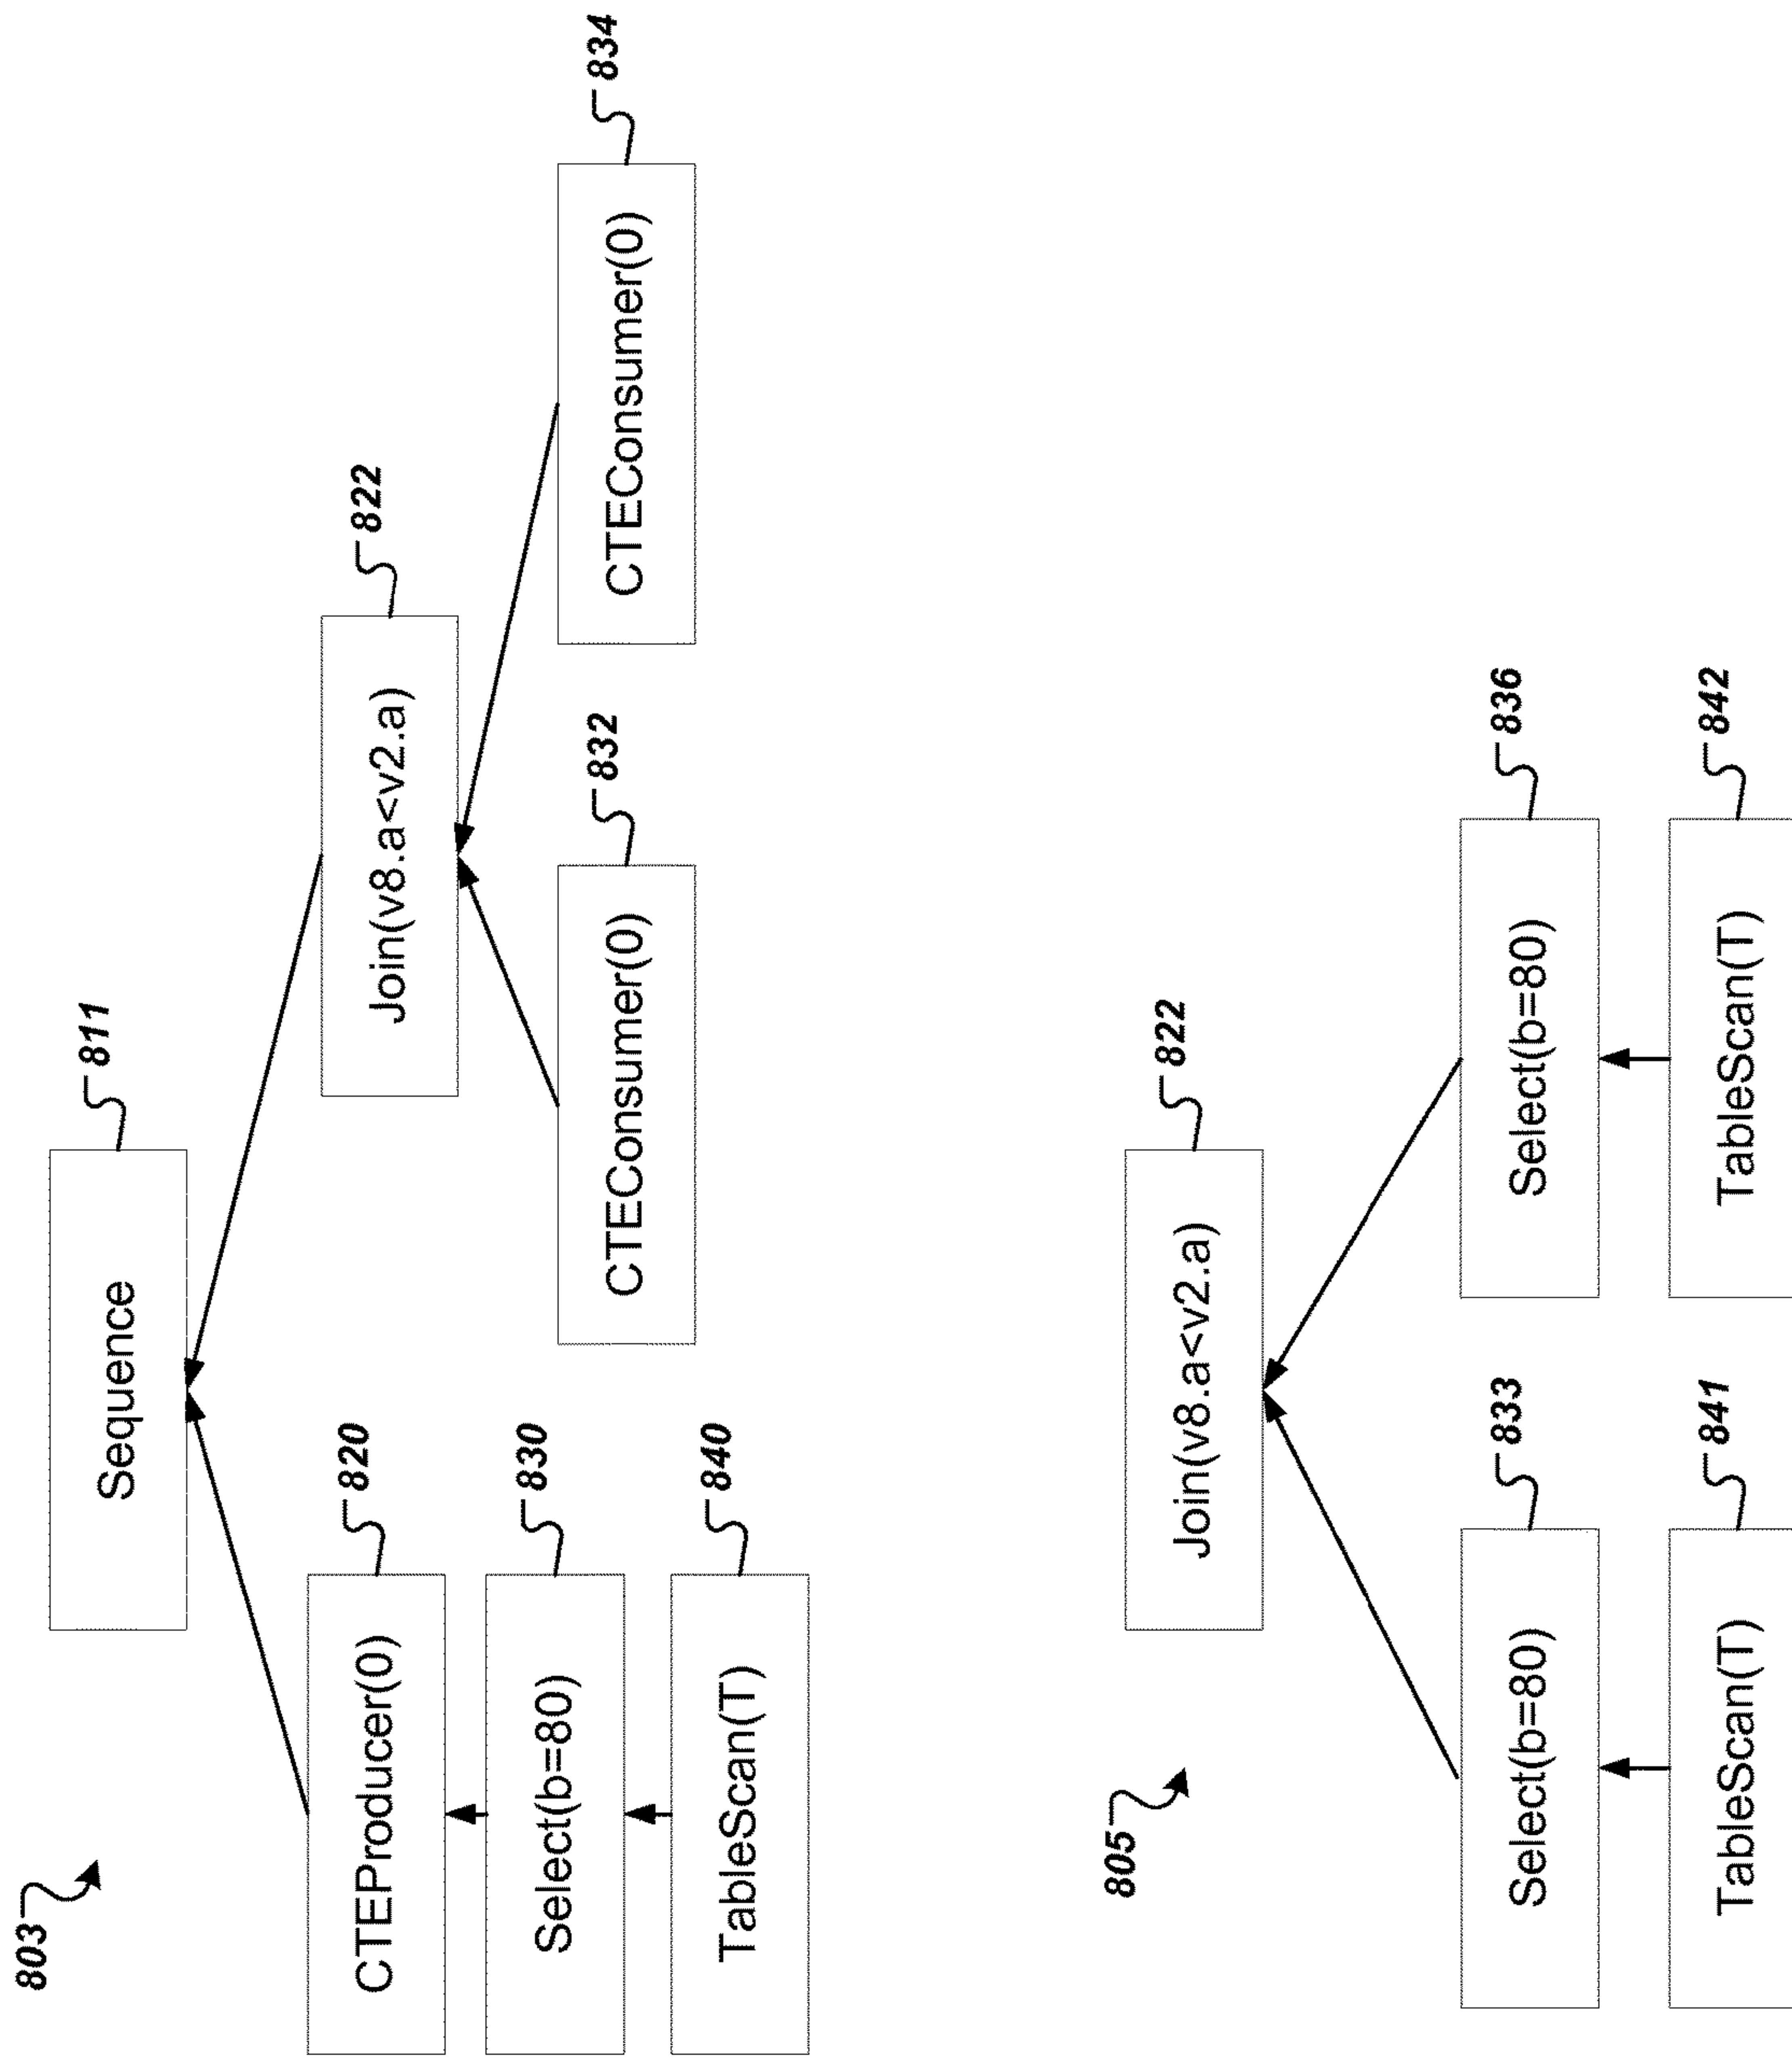 803
Sequence
811
CTEProducer(0)
820
Join(v8.a<v2.a)
822
Select(b=80)
830
CTEConsumer(0)
832
CTEConsumer(0)
834
TableScan(T)
840
805
Join(v8.a<v2.a)
822
Select(b=80)
833
Select(b=80)
836
TableScan(T)
841
TableScan(T)
842